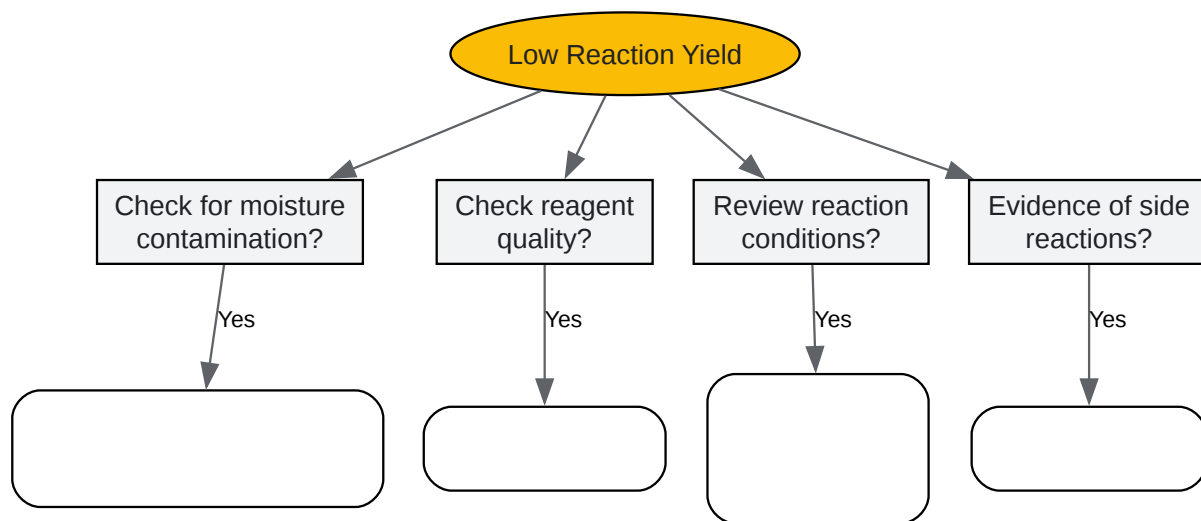 Low Reaction Yield
Check for moisture
contamination?
Check reagent
quality?
Review reaction
conditions?
Evidence of side
reactions?
Yes
Yes
Yes
Yes